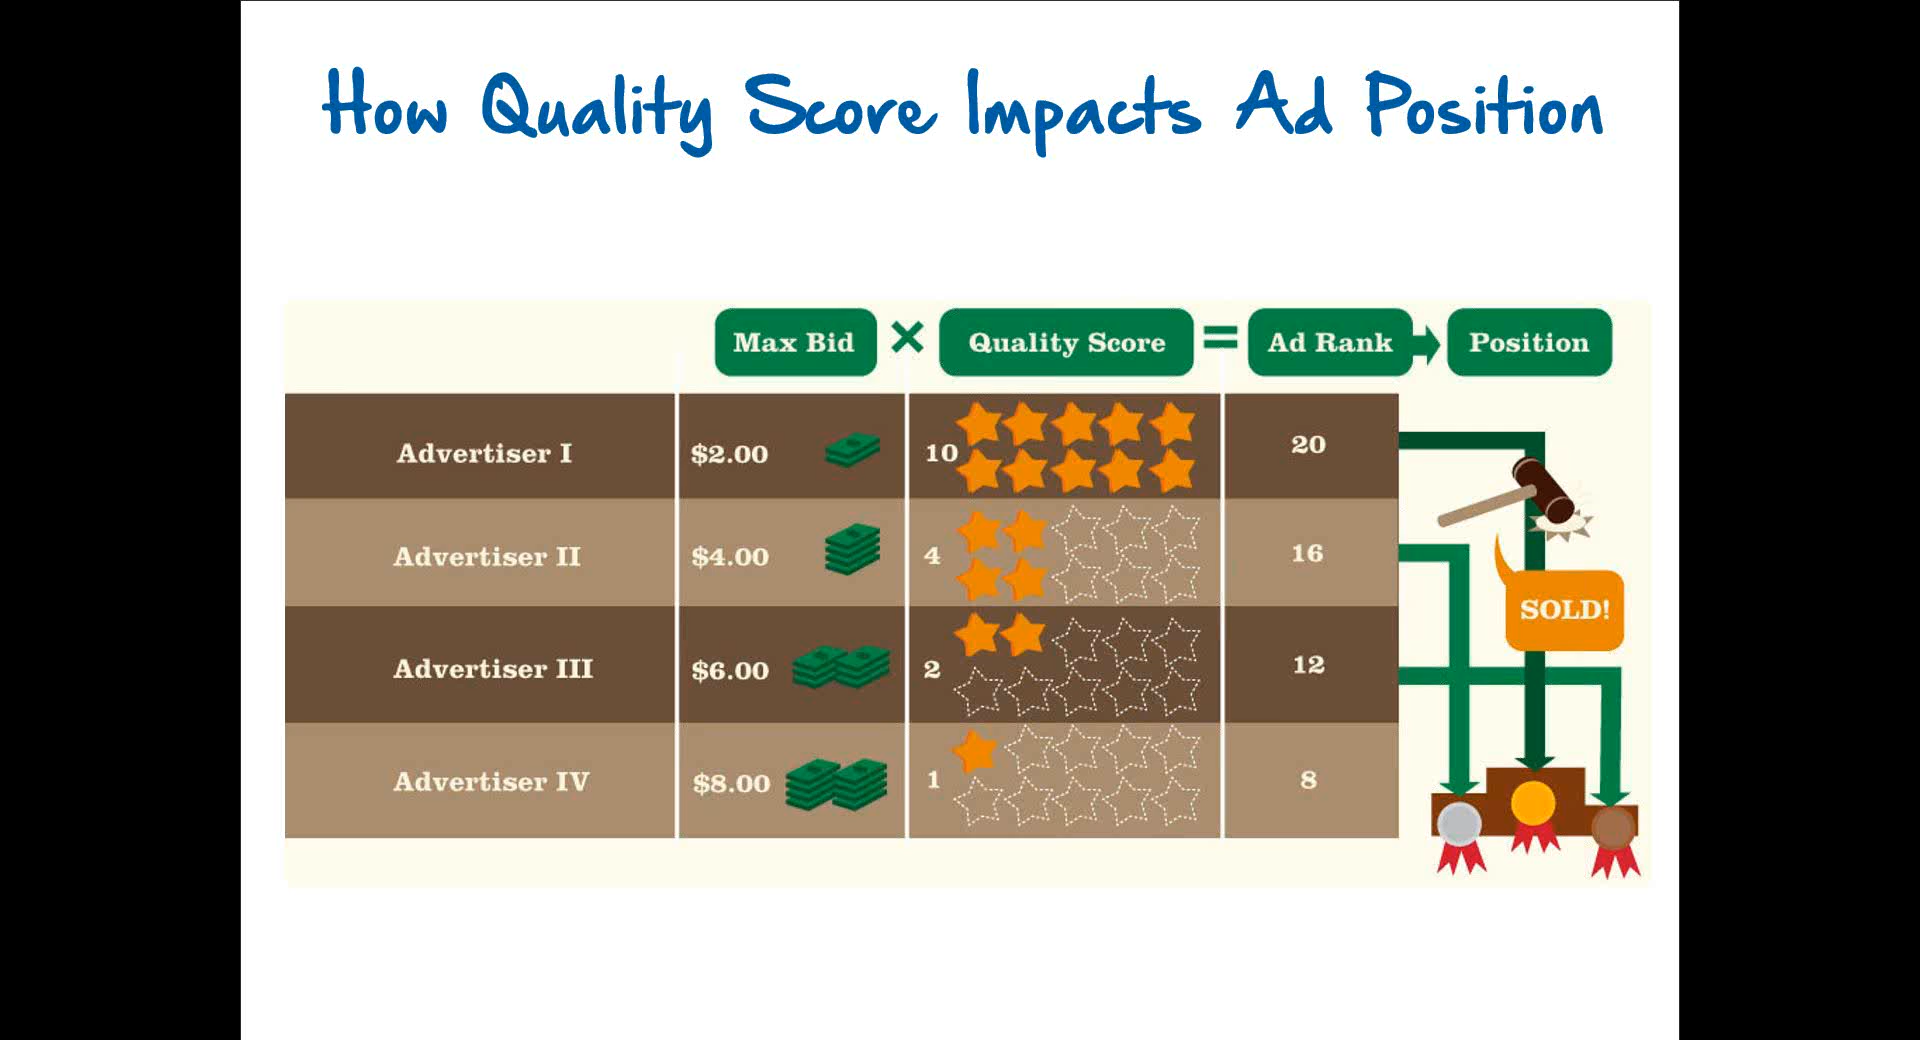 How Quality Score Impacts Ad Position
Max Bid × Quality Score = Ad Rank Position
Advertiser I $2.00 10 20
Advertiser II $4.00 4 16
SOLD!
Advertiser III $6.00 2 12
Advertiser IV $8.00 1 8